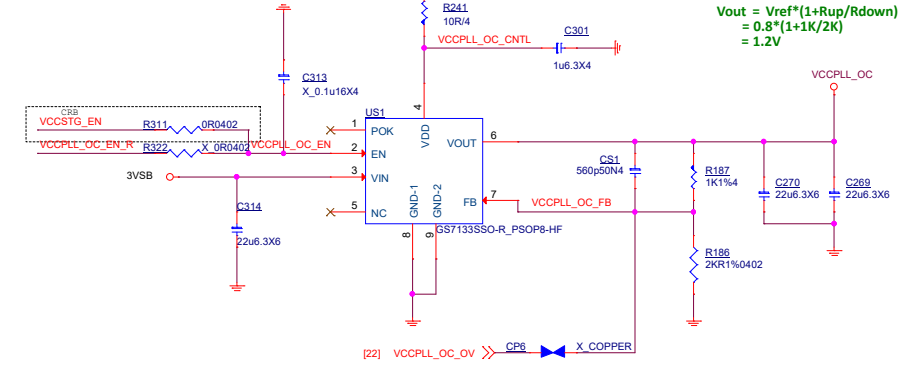 R241
10R/4
Vout = Vref*(1+Rup/Rdown)
= 0.8*(1+1K/2K)
= 1.2V
VCCPLL_OC_CNTL
C301
1u6.3X4
C313
X_0.1u16X4
VCCPLL_OC
CRB
VCCSTG_EN
R311
0R0402
VCCPLL_OC_EN_R
R322
X_0R0402
VCCPLL_OC_EN
US1
4
VDD
1
POK
2
EN
3
VIN
5
NC
VOUT
6
FB
7
GND-1
GND-2
8
9
GS7133SSO-R_PSOP8-HF
3VSB
C314
22u6.3X6
CS1
560p50N4
R187
1K1%4
C270
22u6.3X6
C269
22u6.3X6
VCCPLL_OC_FB
R186
2KR1%0402
[22]
VCCPLL_OC_OV
CP6
X_COPPER